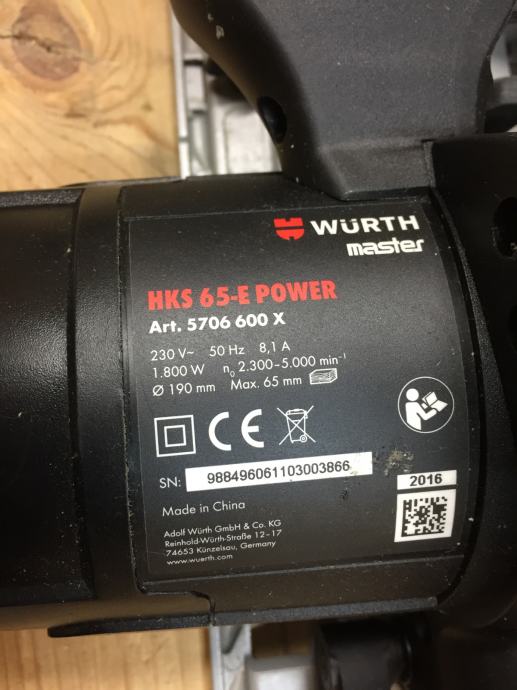 WÜRTH
master
HKS 65-E POWER
Art. 5706 600 X
230 V~ 50 Hz 8,1 A
1.800 W n₀ 2.300-5.000 min⁻¹
Ø 190 mm Max. 65 mm
CE
SN: 988496061103003866
2016
Made in China
Adolf Würth GmbH & Co. KG
Reinhold-Würth-Straße 12-17
74653 Künzelsau, Germany
www.wuerth.com